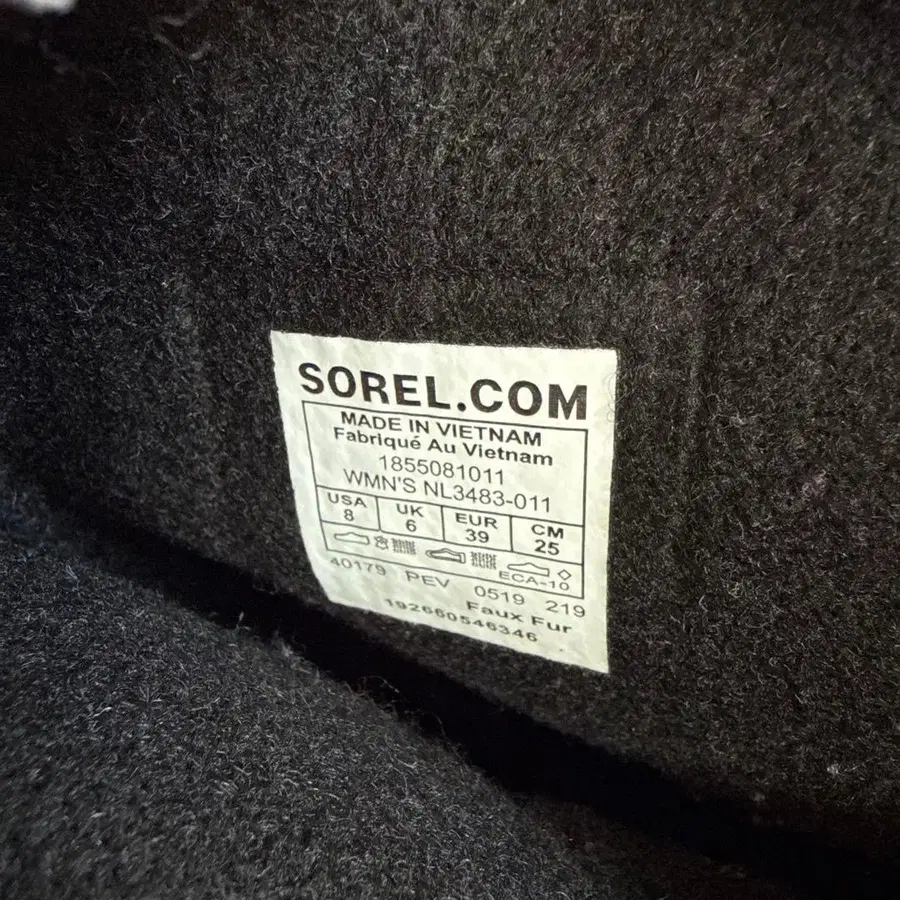 SOREL.COM
MADE IN VIETNAM
Fabriqué Au Vietnam
1855081011
WMN'S NL3483-011
USA UK EUR CM
8 6 39 25
ECA-10
40179 PEV 0519 219
Faux Fur
192660546346